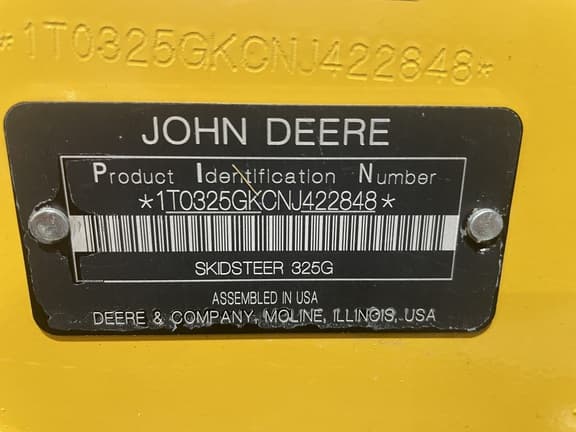 *1T0325GKCNJ422848*
JOHN DEERE
Product Identification Number
*1T0325GKCNJ422848*
SKIDSTEER 325G
ASSEMBLED IN USA
DEERE & COMPANY, MOLINE, ILLINOIS, USA